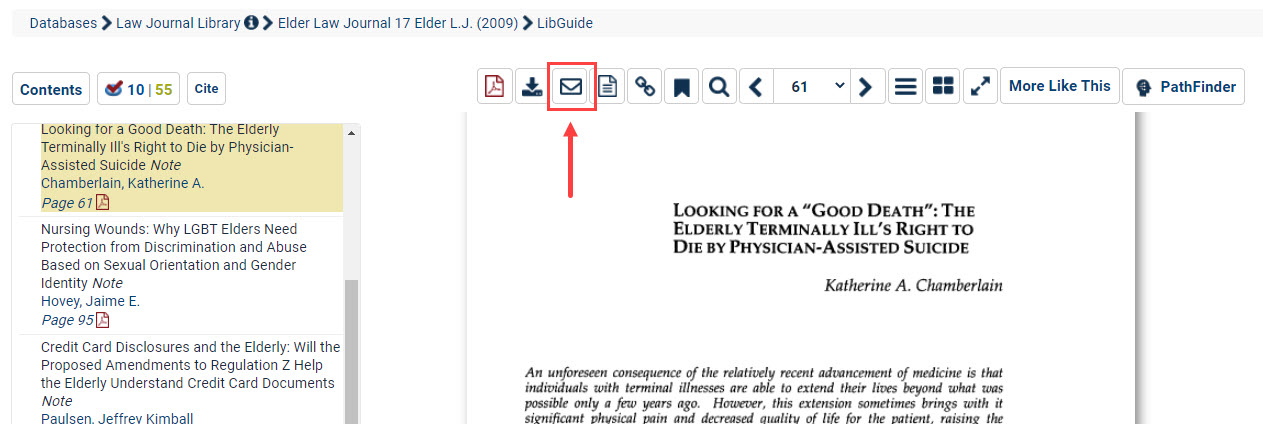 Databases Law Journal Library Elder Law Journal 17 Elder L.J. (2009) LibGuide
Contents 10 | 55 Cite
61 More Like This PathFinder
Looking for a Good Death: The Elderly
Terminally Ill's Right to Die by Physician-
Assisted Suicide Note
Chamberlain, Katherine A.
Page 61
Nursing Wounds: Why LGBT Elders Need
Protection from Discrimination and Abuse
Based on Sexual Orientation and Gender
Identity Note
Hovey, Jaime E.
Page 95
Credit Card Disclosures and the Elderly: Will the
Proposed Amendments to Regulation Z Help
the Elderly Understand Credit Card Documents
Note
Paulsen, Jeffrey Kimball
LOOKING FOR A “GOOD DEATH”: THE
ELDERLY TERMINALLY ILL’S RIGHT TO
DIE BY PHYSICIAN-ASSISTED SUICIDE
Katherine A. Chamberlain
An unforeseen consequence of the relatively recent advancement of medicine is that
individuals with terminal illnesses are able to extend their lives beyond what was
possible only a few years ago. However, this extension sometimes brings with it
significant physical pain and decreased quality of life for the patient, raising the